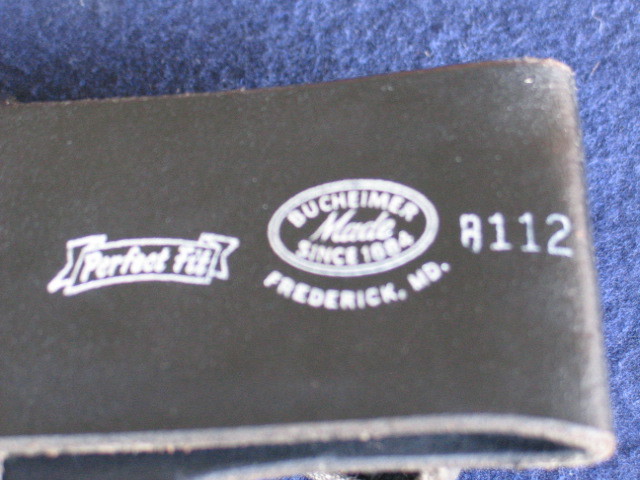 Perfect Fit
BUCHEIMER
Made
SINCE 1884
FREDERICK, MD.
A112